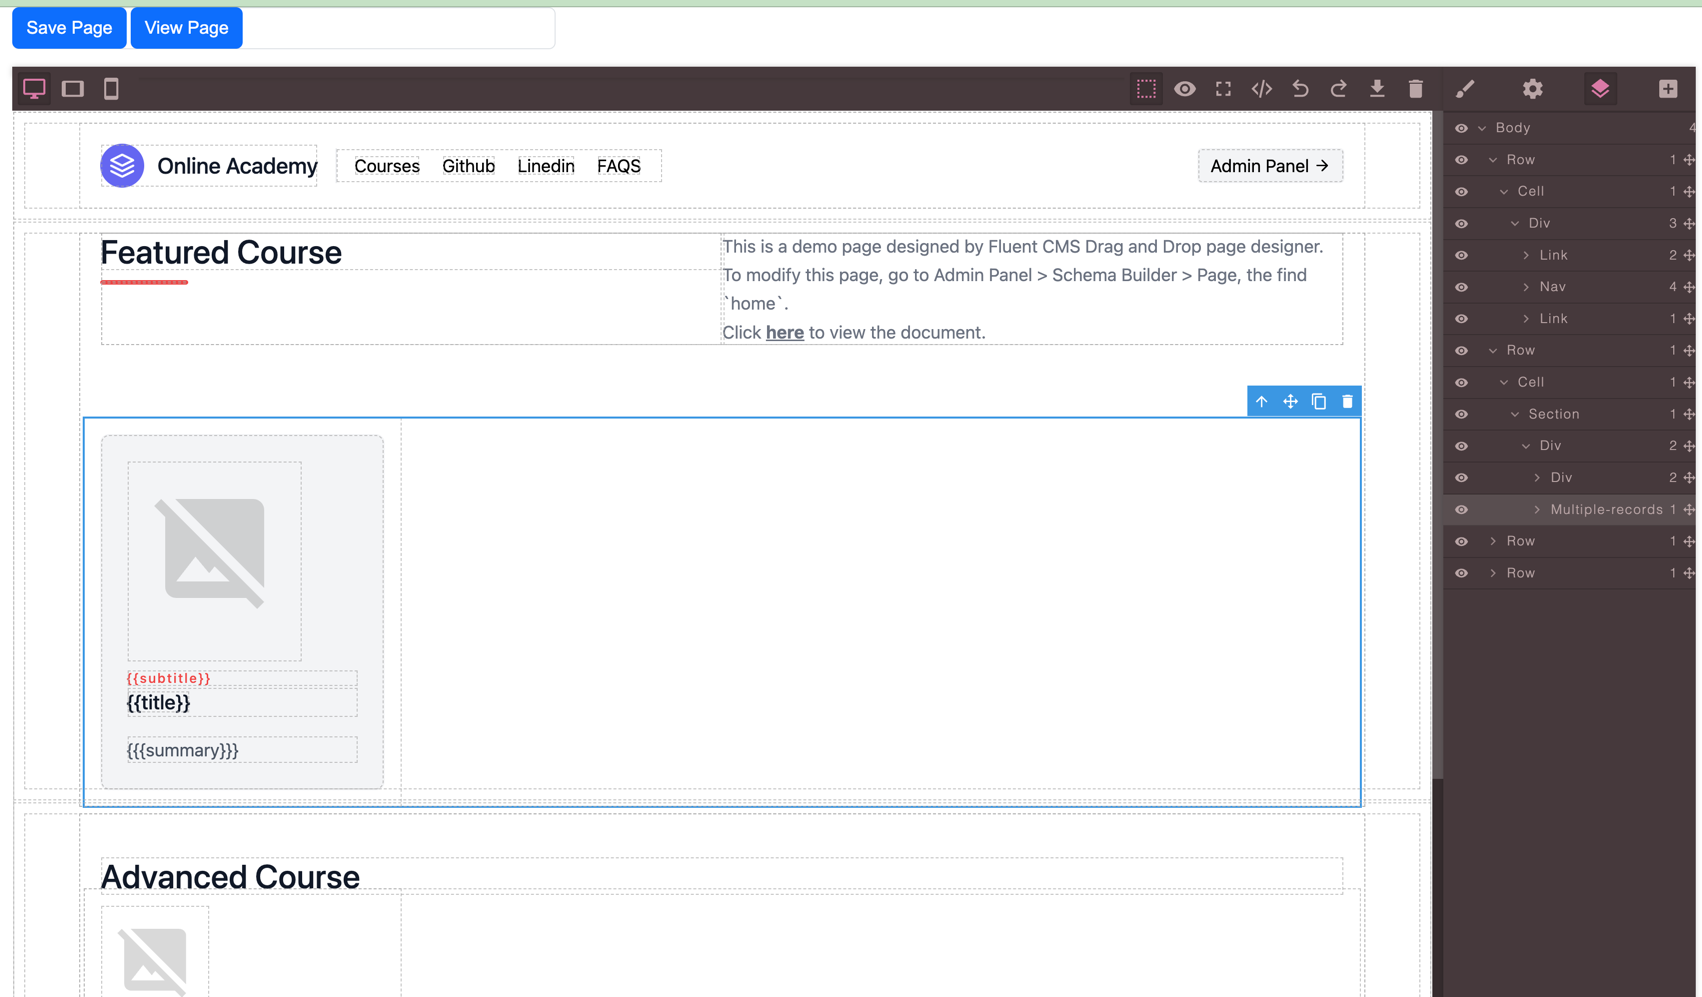 Save Page
View Page
Online Academy
Courses
Github
Linedin
FAQS
Admin Panel →
Featured Course
This is a demo page designed by Fluent CMS Drag and Drop page designer.
To modify this page, go to Admin Panel > Schema Builder > Page, the find
`home`.
Click here to view the document.
{{subtitle}}
{{title}}
{{{summary}}}
Advanced Course
Body 4
Row 1
Cell 1
Div 3
Link 2
Nav 4
Link 1
Row 1
Cell 1
Section 1
Div 2
Div 2
Multiple-records 1
Row 1
Row 1